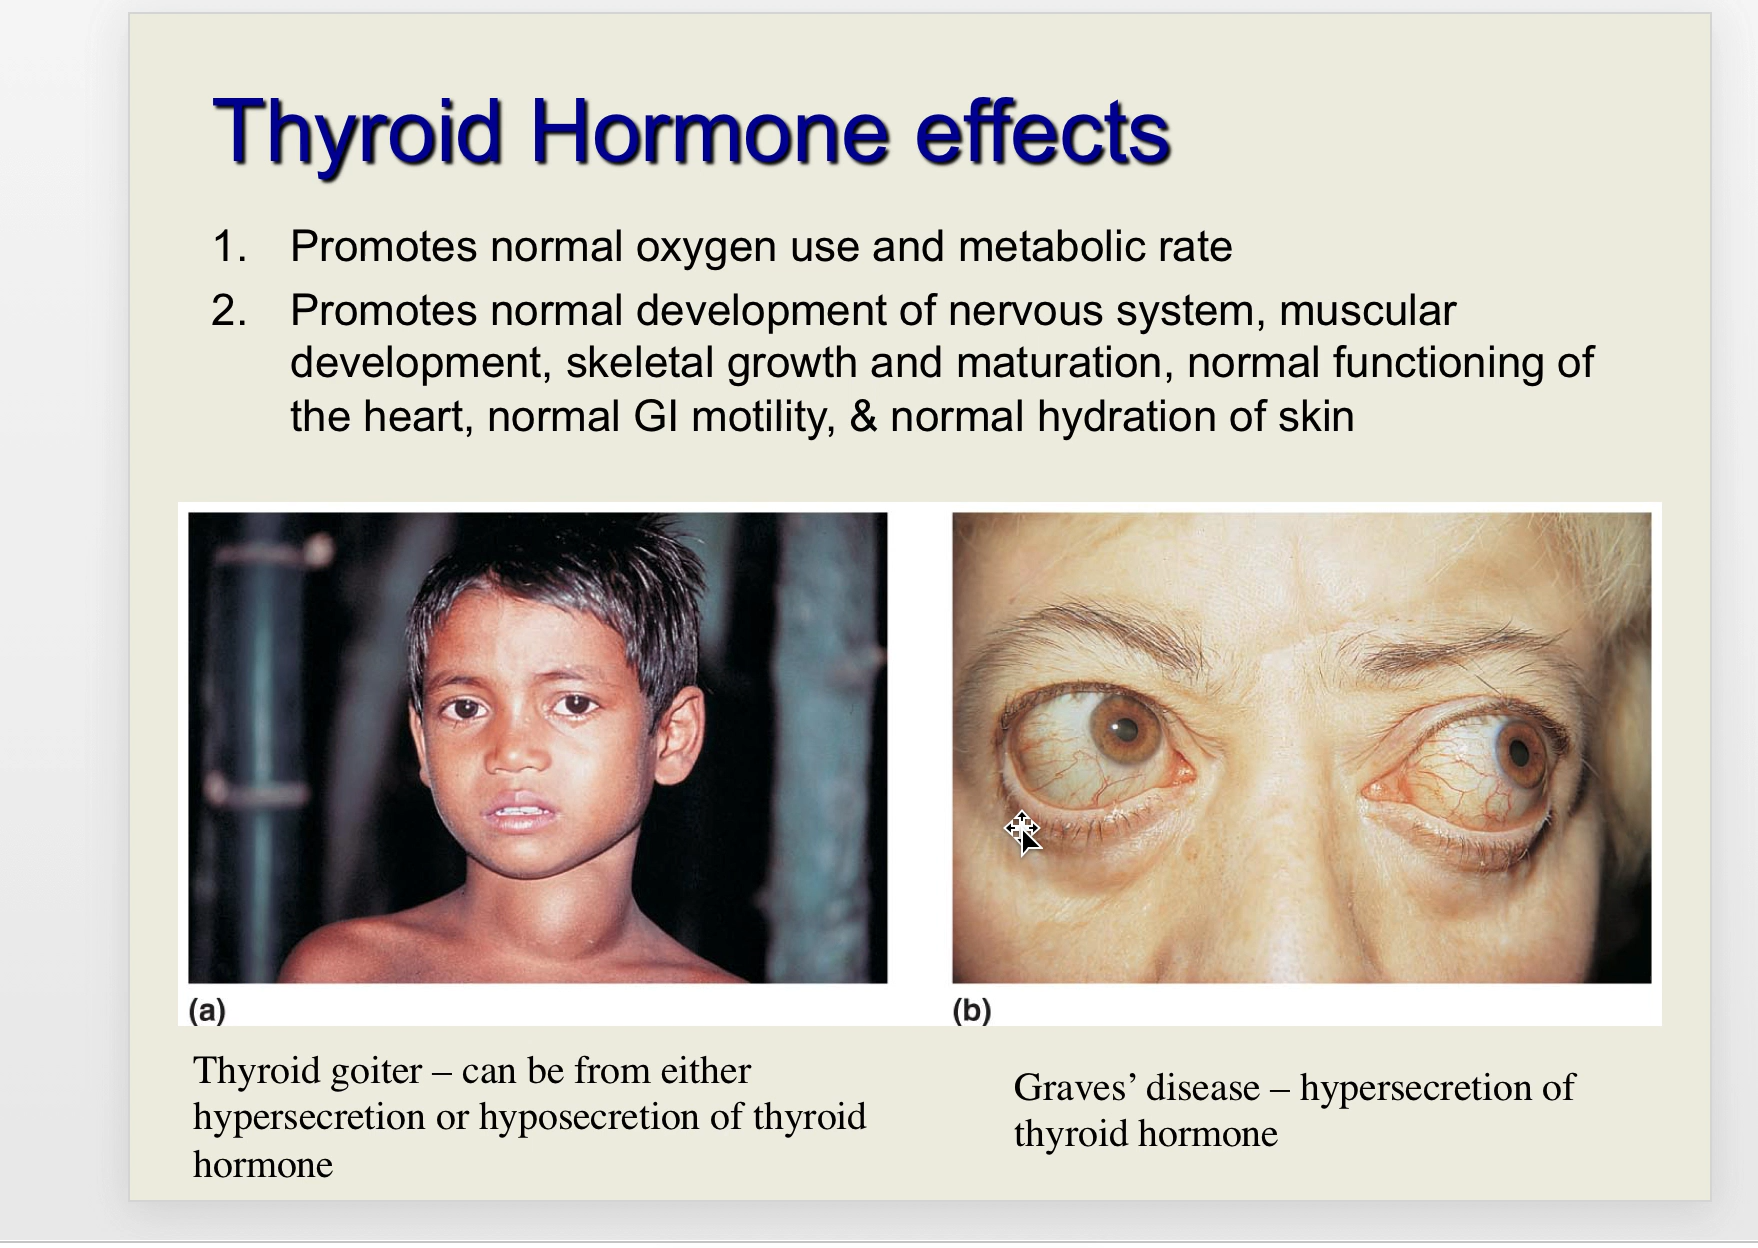 Thyroid Hormone effects
1. Promotes normal oxygen use and metabolic rate
2. Promotes normal development of nervous system, muscular
development, skeletal growth and maturation, normal functioning of
the heart, normal GI motility, & normal hydration of skin
(a)
(b)
Thyroid goiter – can be from either
hypersecretion or hyposecretion of thyroid
hormone
Graves’ disease – hypersecretion of
thyroid hormone